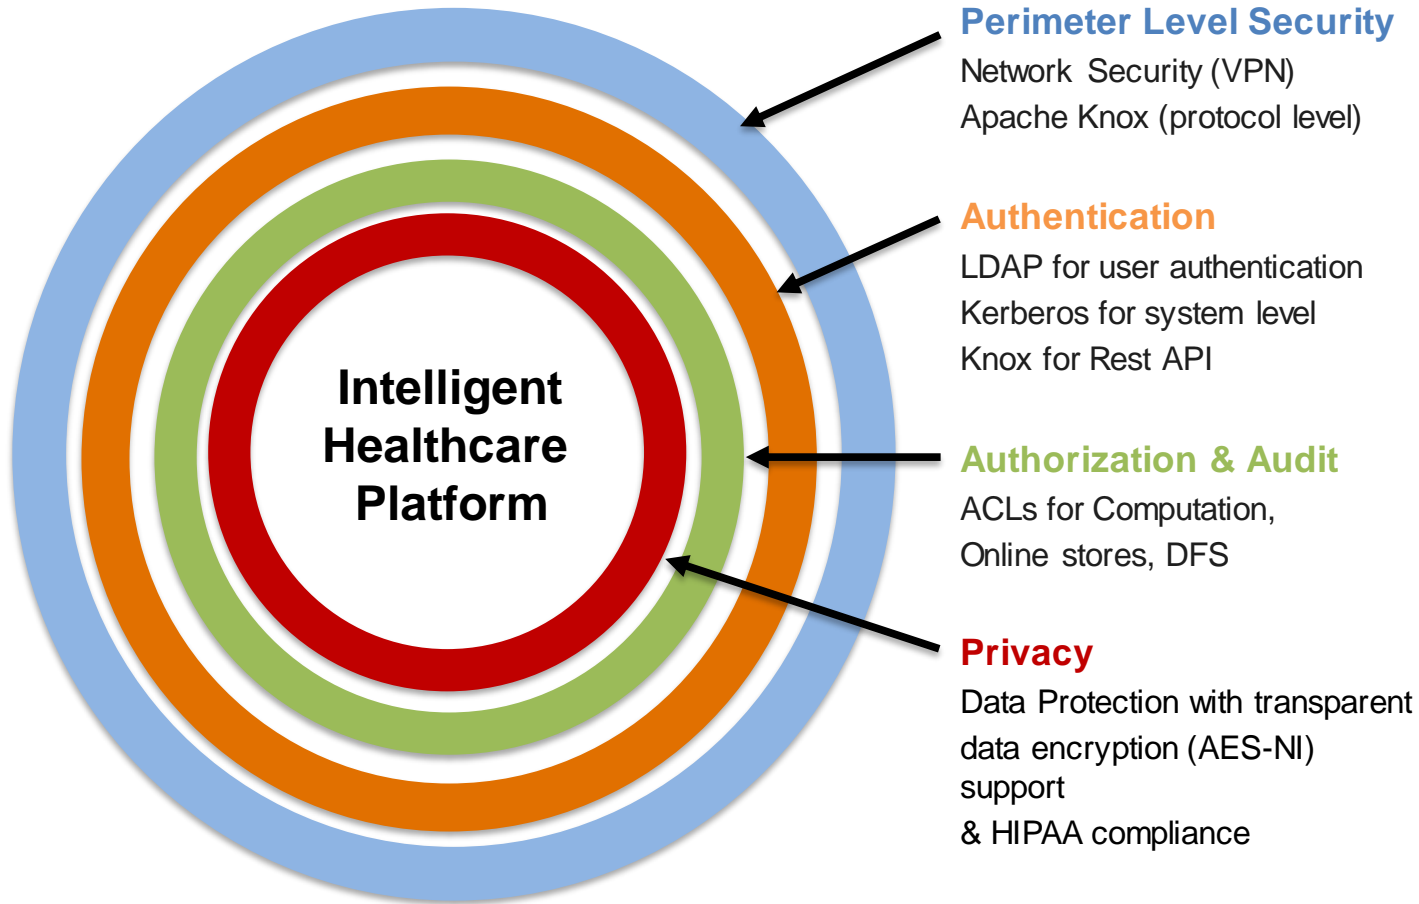 Intelligent
Healthcare
Platform
Perimeter Level Security
Network Security (VPN)
Apache Knox (protocol level)
Authentication
LDAP for user authentication
Kerberos for system level
Knox for Rest API
Authorization & Audit
ACLs for Computation,
Online stores, DFS
Privacy
Data Protection with transparent
data encryption (AES-NI)
support
& HIPAA compliance